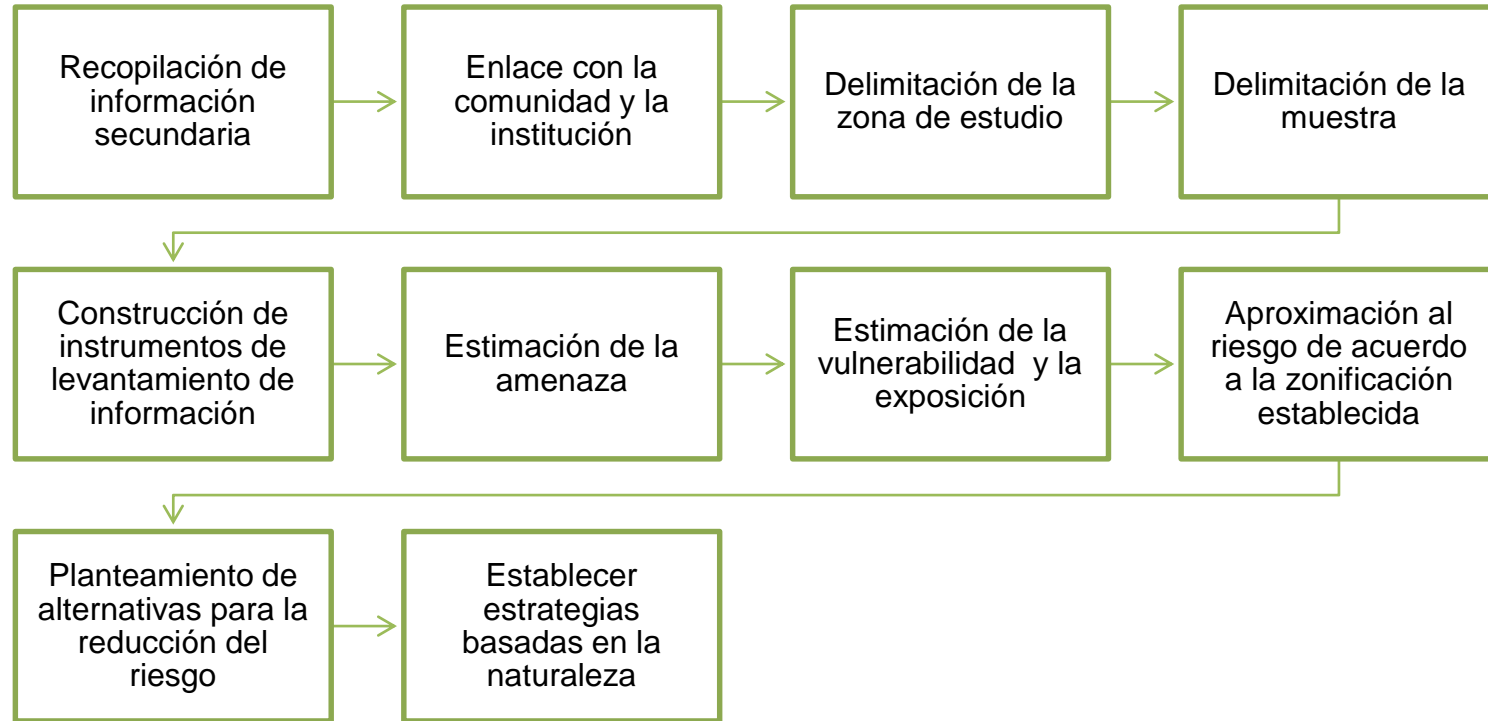 Recopilación de
información
secundaria
Enlace con la
comunidad y la
institución
Delimitación de la
zona de estudio
Delimitación de la
muestra
Construcción de
instrumentos de
levantamiento de
información
Estimación de la
amenaza
Estimación de la
vulnerabilidad y la
exposición
Aproximación al
riesgo de acuerdo
a la zonificación
establecida
Planteamiento de
alternativas para la
reducción del
riesgo
Establecer
estrategias
basadas en la
naturaleza